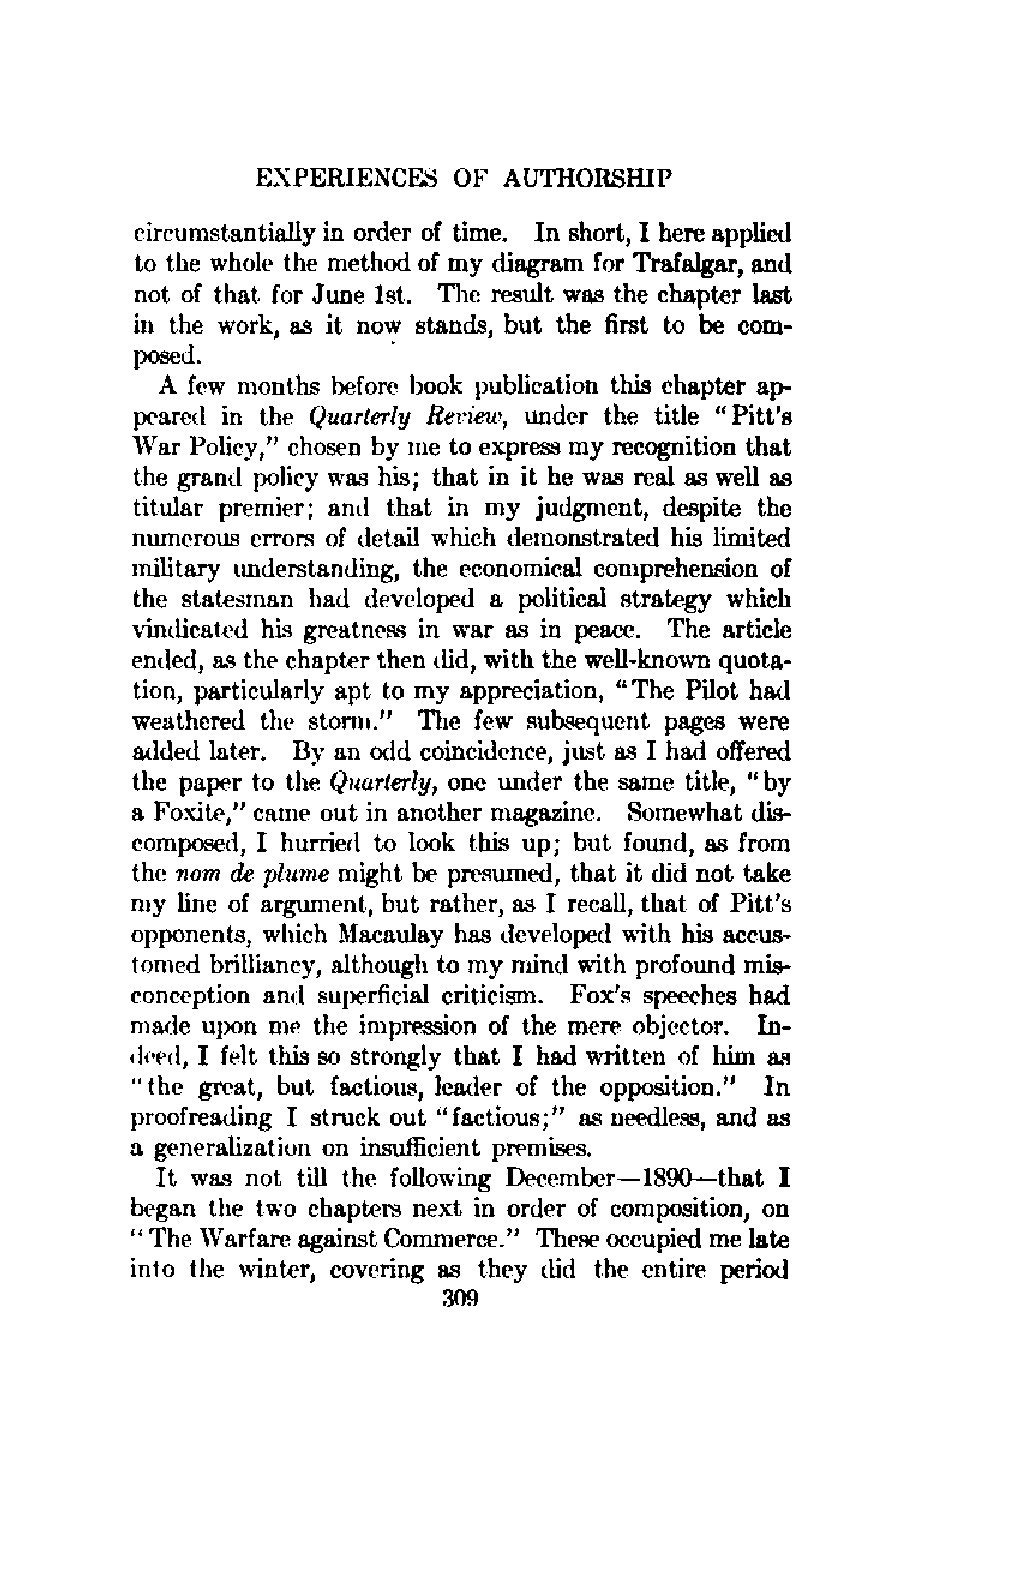 EXPERIENCES OF AUTHORSHIP
circumstantially in order of time. In short, I here applied
to the whole the method of my diagram for Trafalgar, and
not of that for June 1st. The result was the chapter last
in the work, as it now stands, but the first to be com-
posed.
A few months before book publication this chapter ap-
peared in the Quarterly Review, under the title "Pitt's
War Policy," chosen by me to express my recognition that
the grand policy was his; that in it he was real as well as
titular premier; and that in my judgment, despite the
numerous errors of detail which demonstrated his limited
military understanding, the economical comprehension of
the statesman had developed a political strategy which
vindicated his greatness in war as in peace. The article
ended, as the chapter then did, with the well-known quota-
tion, particularly apt to my appreciation, "The Pilot had
weathered the storm." The few subsequent pages were
added later. By an odd coincidence, just as I had offered
the paper to the Quarterly, one under the same title, "by
a Foxite," came out in another magazine. Somewhat dis-
composed, I hurried to look this up; but found, as from
the nom de plume might be presumed, that it did not take
my line of argument, but rather, as I recall, that of Pitt's
opponents, which Macaulay has developed with his accus-
tomed brilliancy, although to my mind with profound mis-
conception and superficial criticism. Fox's speeches had
made upon me the impression of the mere objector. In-
deed, I felt this so strongly that I had written of him as
"the great, but factious, leader of the opposition." In
proofreading I struck out "factious;" as needless, and as
a generalization on insufficient premises.
It was not till the following December—1890—that I
began the two chapters next in order of composition, on
"The Warfare against Commerce." These occupied me late
into the winter, covering as they did the entire period
309